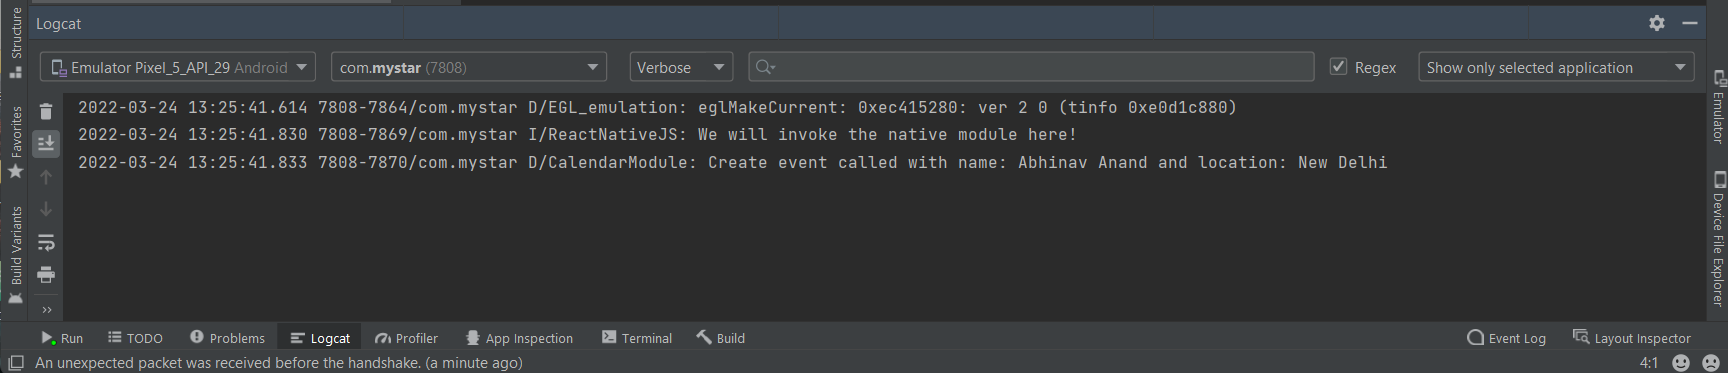 Logcat
Emulator Pixel_5_API_29 Android
com.mystar (7808)
Verbose
Regex
Show only selected application
2022-03-24 13:25:41.614 7808-7864/com.mystar D/EGL_emulation: eglMakeCurrent: 0xec415280: ver 2 0 (tinfo 0xe0d1c880)
2022-03-24 13:25:41.830 7808-7869/com.mystar I/ReactNativeJS: We will invoke the native module here!
2022-03-24 13:25:41.833 7808-7870/com.mystar D/CalendarModule: Create event called with name: Abhinav Anand and location: New Delhi
Structure
Favorites
Build Variants
Emulator
Device File Explorer
Run
TODO
Problems
Logcat
Profiler
App Inspection
Terminal
Build
Event Log
Layout Inspector
An unexpected packet was received before the handshake. (a minute ago)
4:1